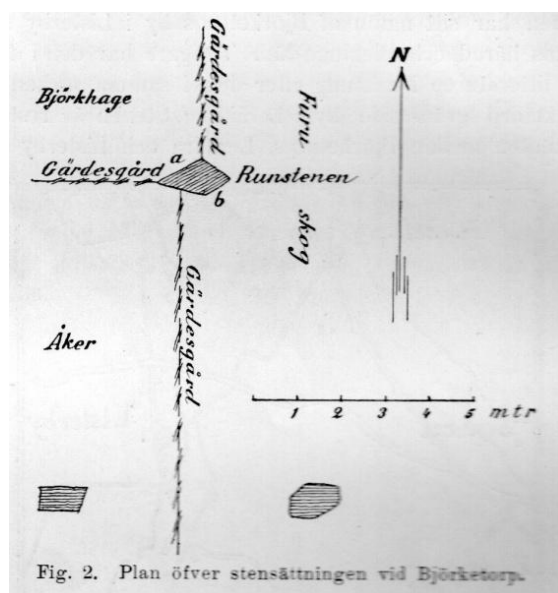 Gärdesgård
N
Björkhage
Furu
a
Gärdesgård
Runstenen
b
skog
Gärdesgård
Åker
1 2 3 4 5 mtr
Fig. 2. Plan öfver stensättningen vid Björketorp.